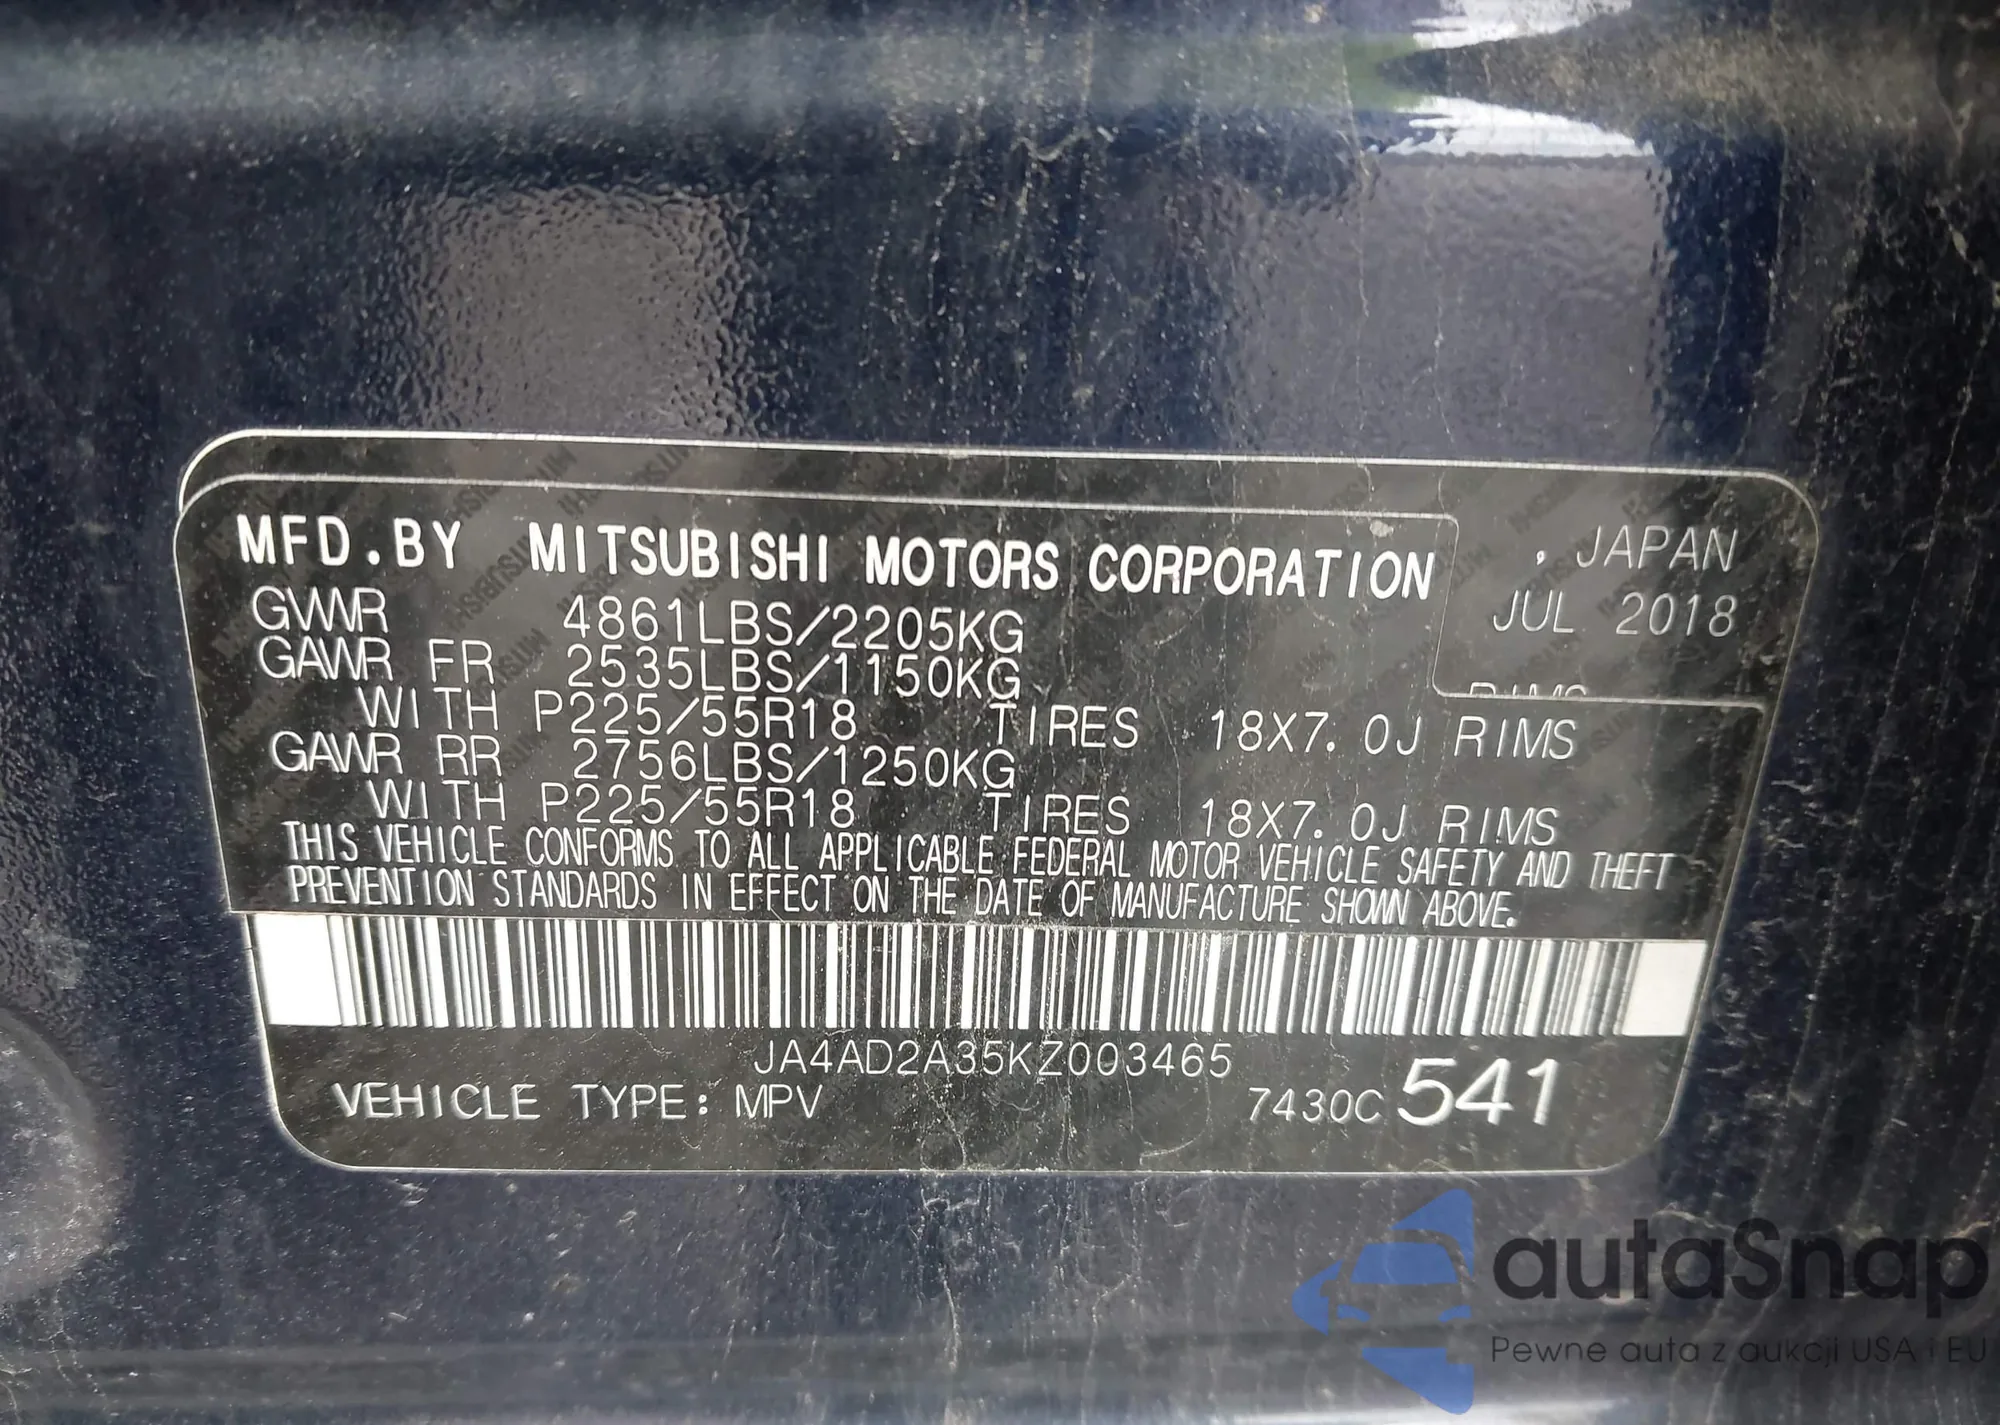 MFD.BY MITSUBISHI MOTORS CORPORATION . JAPAN
GVWR 4861LBS/2205KG JUL 2018
GAWR FR 2535LBS/1150KG
RIMS
WITH P225/55R18 TIRES 18X7.0J RIMS
GAWR RR 2756LBS/1250KG
WITH P225/55R18 TIRES 18X7.0J RIMS
THIS VEHICLE CONFORMS TO ALL APPLICABLE FEDERAL MOTOR VEHICLE SAFETY AND THEFT
PREVENTION STANDARDS IN EFFECT ON THE DATE OF MANUFACTURE SHOWN ABOVE.
JA4AD2A35KZ003465
VEHICLE TYPE: MPV 7430C 541
autaSnap
Pewne auta z aukcji USA i EU